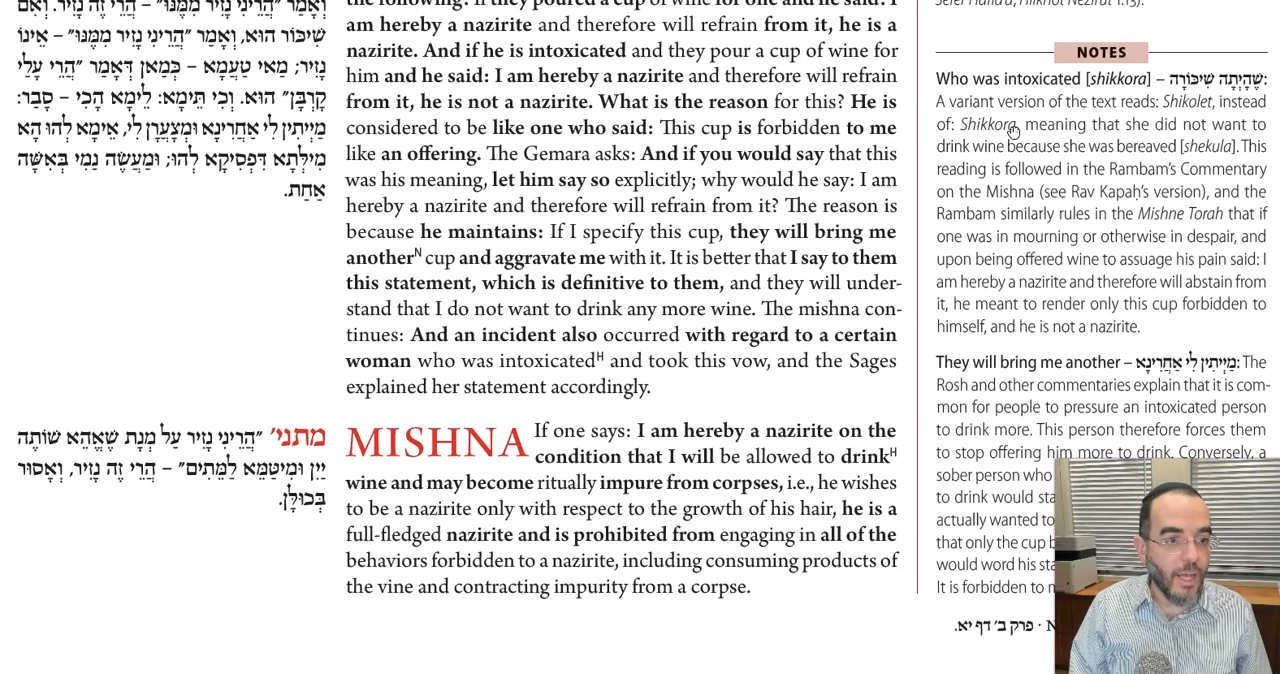 וְאָמַר ״הֲרֵינִי נָזִיר מִמֶּנּוּ״ – הֲרֵי זֶה נָזִיר. וְאִם
שִׁיכּוֹר הוּא, וְאָמַר ״הֲרֵינִי נָזִיר מִמֶּנּוּ״ – אֵינוֹ
נָזִיר; מַאי טַעְמָא – כְּמַאן דְּאָמַר ״הֲרֵי עָלַי
קׇרְבָּן״ הוּא. וְכִי תֵּימָא: לֵימָא הָכִי – סָבַר:
מַיְיתִין לִי אַחֲרִינָא וּמְצַעֲרָן לִי, אֵימָא לְהוּ הָא
מִילְּתָא דִּפְסִיקָא לְהוּ; וּמַעֲשֶׂה נָמֵי בְּאִשָּׁה
אַחַת.
מתני׳ ״הֲרֵינִי נָזִיר עַל מְנָת שֶׁאֱהֵא שׁוֹתֶה
יַיִן וּמִיטַּמֵּא לַמֵּתִים״ – הֲרֵי זֶה נָזִיר, וְאָסוּר
בְּכוּלָּן.
the following: If they poured a cup of wine for one and he said: I
am hereby a nazirite and therefore will refrain from it, he is a
nazirite. And if he is intoxicated and they pour a cup of wine for
him and he said: I am hereby a nazirite and therefore will refrain
from it, he is not a nazirite. What is the reason for this? He is
considered to be like one who said: This cup is forbidden to me
like an offering. The Gemara asks: And if you would say that this
was his meaning, let him say so explicitly; why would he say: I am
hereby a nazirite and therefore will refrain from it? The reason is
because he maintains: If I specify this cup, they will bring me
anotherN cup and aggravate me with it. It is better that I say to them
this statement, which is definitive to them, and they will under-
stand that I do not want to drink any more wine. The mishna con-
tinues: And an incident also occurred with regard to a certain
woman who was intoxicatedH and took this vow, and the Sages
explained her statement accordingly.
MISHNA If one says: I am hereby a nazirite on the
condition that I will be allowed to drinkH
wine and may become ritually impure from corpses, i.e., he wishes
to be a nazirite only with respect to the growth of his hair, he is a
full-fledged nazirite and is prohibited from engaging in all of the
behaviors forbidden to a nazirite, including consuming products of
the vine and contracting impurity from a corpse.
Sefer Hafla'a, Hilkhot Nezirut 1:13).
NOTES
Who was intoxicated [shikkora] – שֶׁהָיְתָה שִׁיכּוֹרָה:
A variant version of the text reads: Shikolet, instead
of: Shikkora, meaning that she did not want to
drink wine because she was bereaved [shekula]. This
reading is followed in the Rambam's Commentary
on the Mishna (see Rav Kapaḥ's version), and the
Rambam similarly rules in the Mishne Torah that if
one was in mourning or otherwise in despair, and
upon being offered wine to assuage his pain said: I
am hereby a nazirite and therefore will abstain from
it, he meant to render only this cup forbidden to
himself, and he is not a nazirite.
They will bring me another – מַיְיתִין לִי אַחֲרִינָא: The
Rosh and other commentaries explain that it is com-
mon for people to pressure an intoxicated person
to drink more. This person therefore forces them
to stop offering him more to drink. Conversely, a
sober person who
to drink would sta
actually wanted to
that only the cup b
would word his sta
It is forbidden to m
N · פרק ב׳ דף יא.